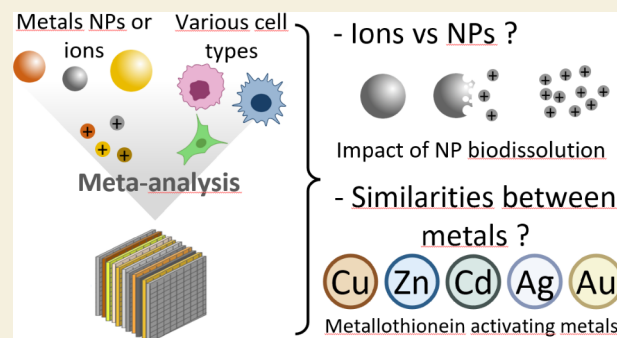 Metals NPs or
ions
Various cell
types
+ + + +
Meta-analysis
- Ions vs NPs ?
+ + + + + + + + + + + +
Impact of NP biodissolution
- Similarities between
metals ?
Cu Zn Cd Ag Au
Metallothionein activating metals